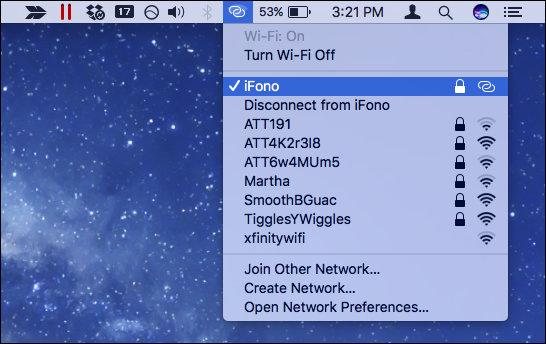 17
53%
3:21 PM
Wi-Fi: On
Turn Wi-Fi Off
iFono
Disconnect from iFono
ATT191
ATT4K2r3I8
ATT6w4MUm5
Martha
SmoothBGuac
TigglesYWiggles
xfinitywifi
Join Other Network...
Create Network...
Open Network Preferences...